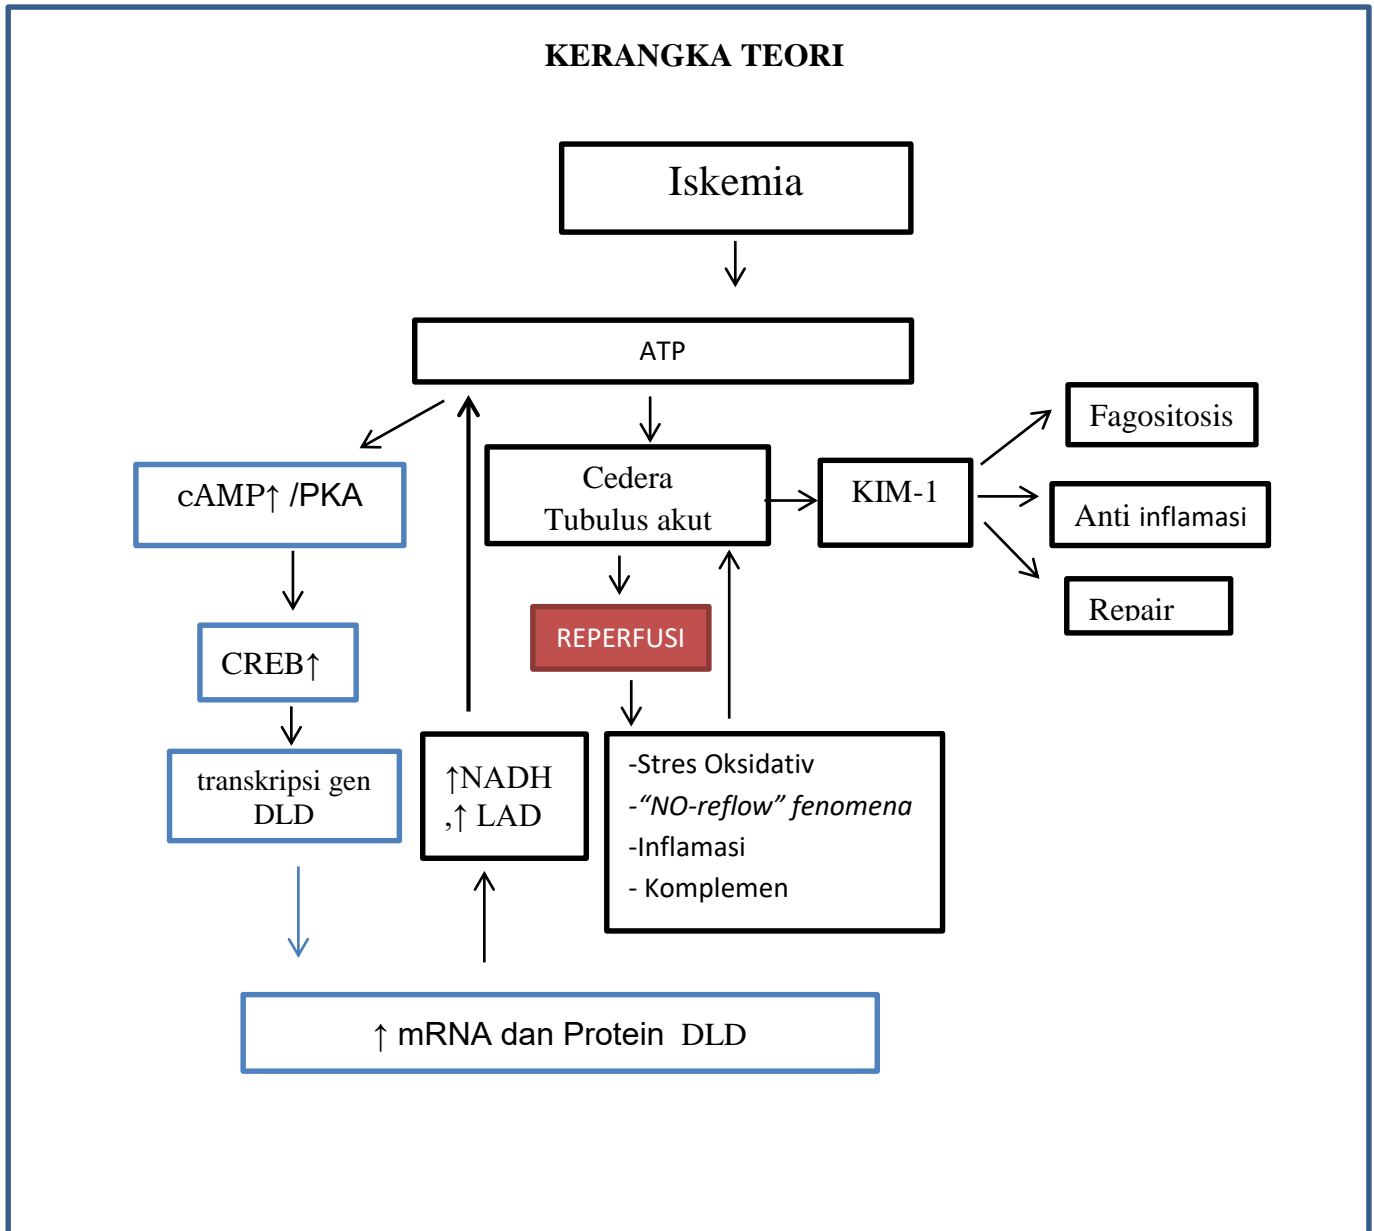 KERANGKA TEORI
Iskemia
ATP
Fagositosis
cAMP↑ /PKA
Cedera
Tubulus akut
KIM-1
Anti inflamasi
Repair
REPERFUSI
CREB↑
transkripsi gen
DLD
↑NADH
,↑ LAD
-Stres Oksidativ
-“NO-reflow” fenomena
-Inflamasi
- Komplemen
↑ mRNA dan Protein DLD